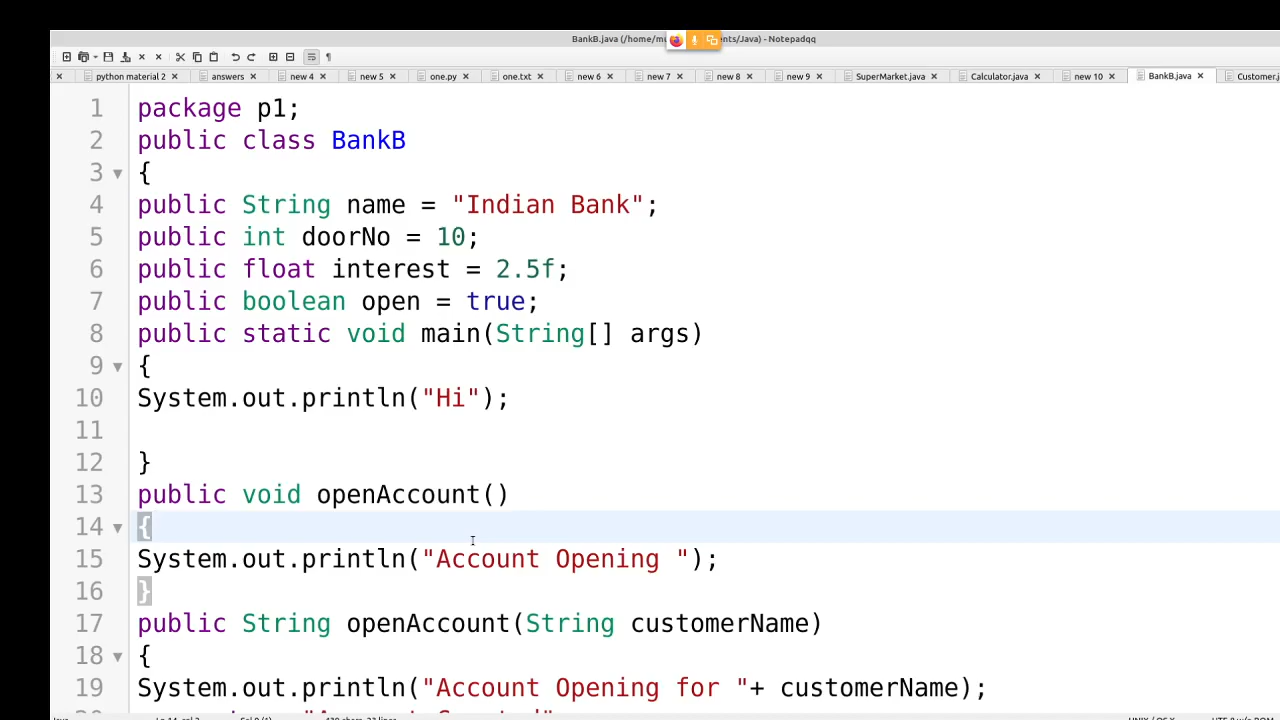 BankB.java (/home/mu ents/Java) - Notepadqq
python material 2 answers new 4 new 5 one.py one.txt new 6 new 7 new 8 new 9 SuperMarket.java Calculator.java new 10 BankB.java Customer.j
1 package p1;
2 public class BankB
3 {
4 public String name = "Indian Bank";
5 public int doorNo = 10;
6 public float interest = 2.5f;
7 public boolean open = true;
8 public static void main(String[] args)
9 {
10 System.out.println("Hi");
11
12 }
13 public void openAccount()
14 {
15 System.out.println("Account Opening ");
16 }
17 public String openAccount(String customerName)
18 {
19 System.out.println("Account Opening for "+ customerName);